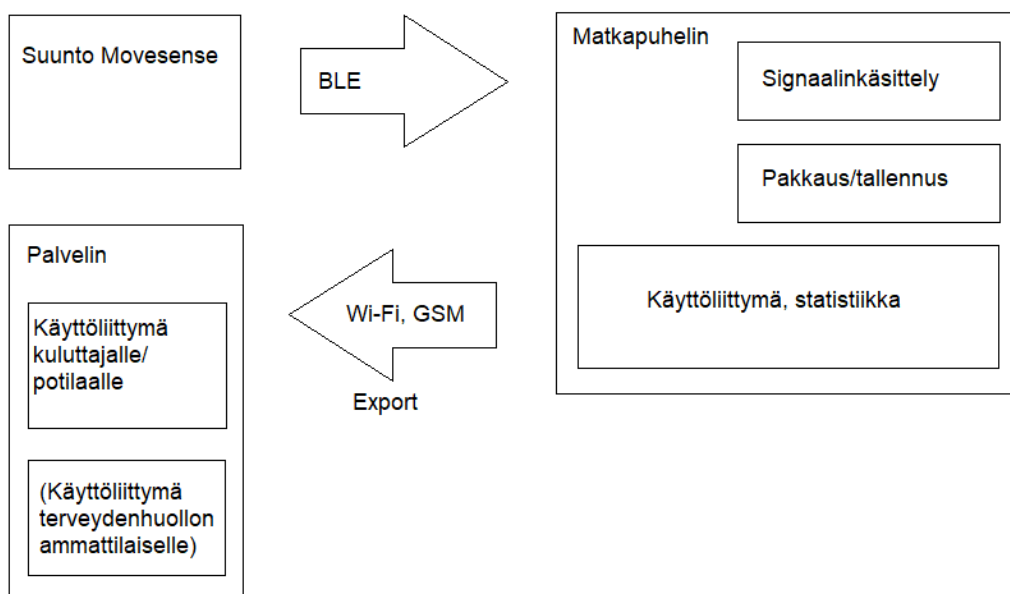 Suunto Movesense
BLE
Matkapuhelin
Signaalinkäsittely
Pakkaus/tallennus
Käyttöliittymä, statistiikka
Wi-Fi, GSM
Export
Palvelin
Käyttöliittymä
kuluttajalle/
potilaalle
(Käyttöliittymä
terveydenhuollon
ammattilaiselle)